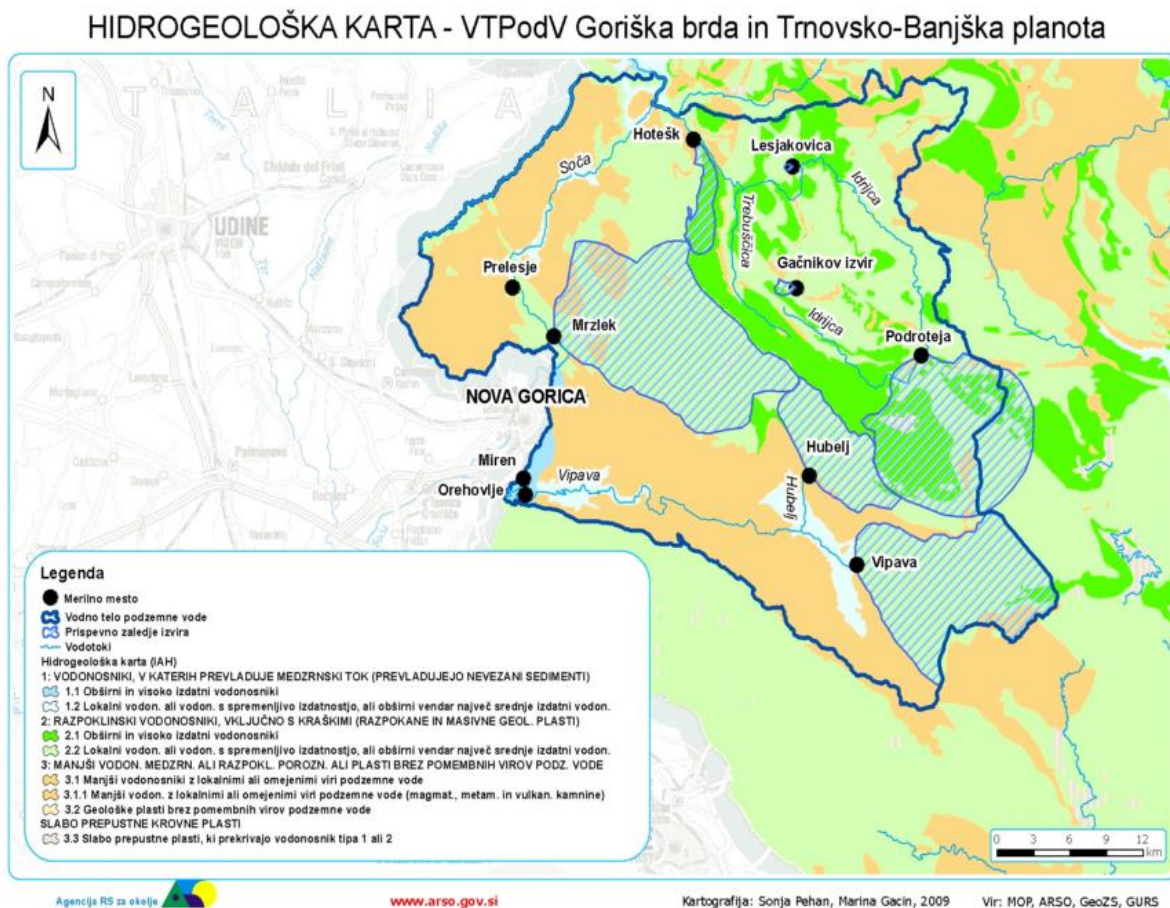 HIDROGEOLOŠKA KARTA - VTPodV Goriška brda in Trnovsko-Banjška planota
N
I T A L I A
Hotešk
Lesjakovica
Soča
Idrijca
Trebuščica
UDINE
Gačnikov izvir
Prelesje
Idrijca
Mrzlek
Podroteja
NOVA GORICA
Hubelj
Miren
Vipava
Orehovlje
Hubelj
Vipava
Legenda
Merilno mesto
Vodno telo podzemne vode
Prispevno zaledje izvira
Vodotoki
Hidrogeološka karta (IAH)
1: VODONOSNIKI, V KATERIH PREVLADUJE MEDZRNSKI TOK (PREVLADUJEJO NEVEZANI SEDIMENTI)
1.1 Obširni in visoko izdatni vodonosniki
1.2 Lokalni vodon. ali vodon. s spremenljivo izdatnostjo, ali obširni vendar največ srednje izdatni vodon.
2: RAZPOKLINSKI VODONOSNIKI, VKLJUČNO S KRAŠKIMI (RAZPOKANE IN MASIVNE GEOL. PLASTI)
2.1 Obširni in visoko izdatni vodonosniki
2.2 Lokalni vodon. ali vodon. s spremenljivo izdatnostjo, ali obširni vendar največ srednje izdatni vodon.
3: MANJŠI VODON. MEDZRN. ALI RAZPOKL. POROZN. ALI PLASTI BREZ POMEMBNIH VIROV PODZ. VODE
3.1 Manjši vodonosniki z lokalnimi ali omejenimi viri podzemne vode
3.1.1 Manjši vodon. z lokalnimi ali omejenimi viri podzemne vode (magmat., metam. in vulkan. kamnine)
3.2 Geološke plasti brez pomembnih virov podzemne vode
SLABO PREPUSTNE KROVNE PLASTI
3.3 Slabo prepustne plasti, ki prekrivajo vodonosnik tipa 1 ali 2
0 3 6 9 12
km
Agencija RS za okolje
www.arso.gov.si
Kartografija: Sonja Pehan, Marina Gacin, 2009
Vir: MOP, ARSO, GeoZS, GURS